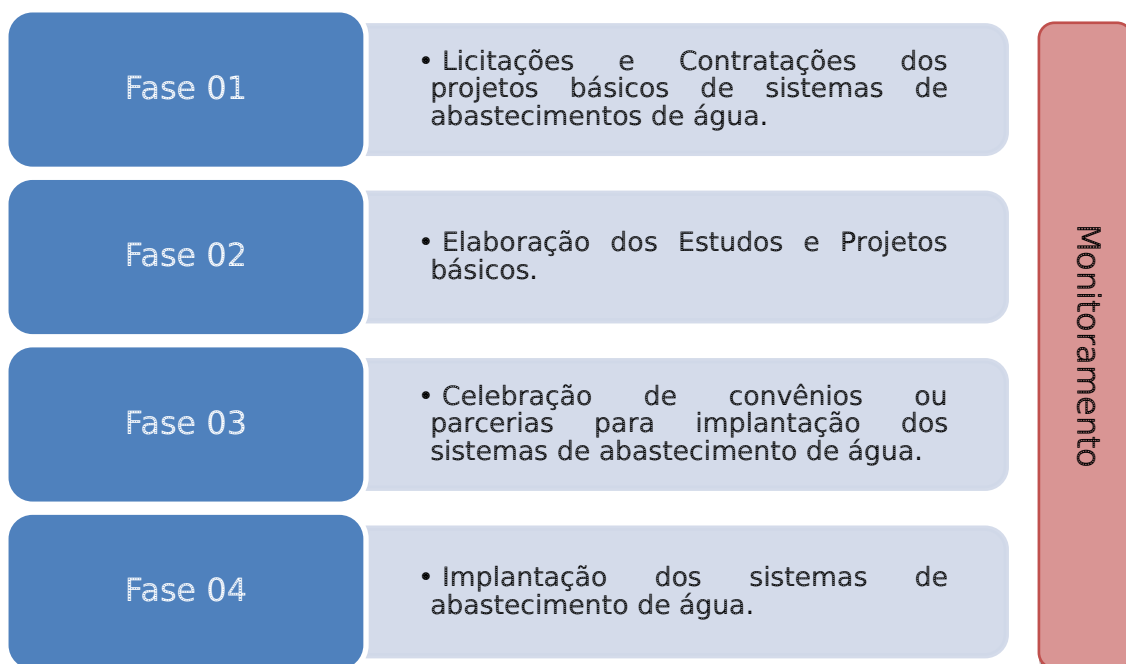 Fase 01
• Licitações e Contratações dos
projetos básicos de sistemas de
abastecimentos de água.
Fase 02
• Elaboração dos Estudos e Projetos
básicos.
Fase 03
• Celebração de convênios ou
parcerias para implantação dos
sistemas de abastecimento de água.
Fase 04
• Implantação dos sistemas de
abastecimento de água.
Monitoramento